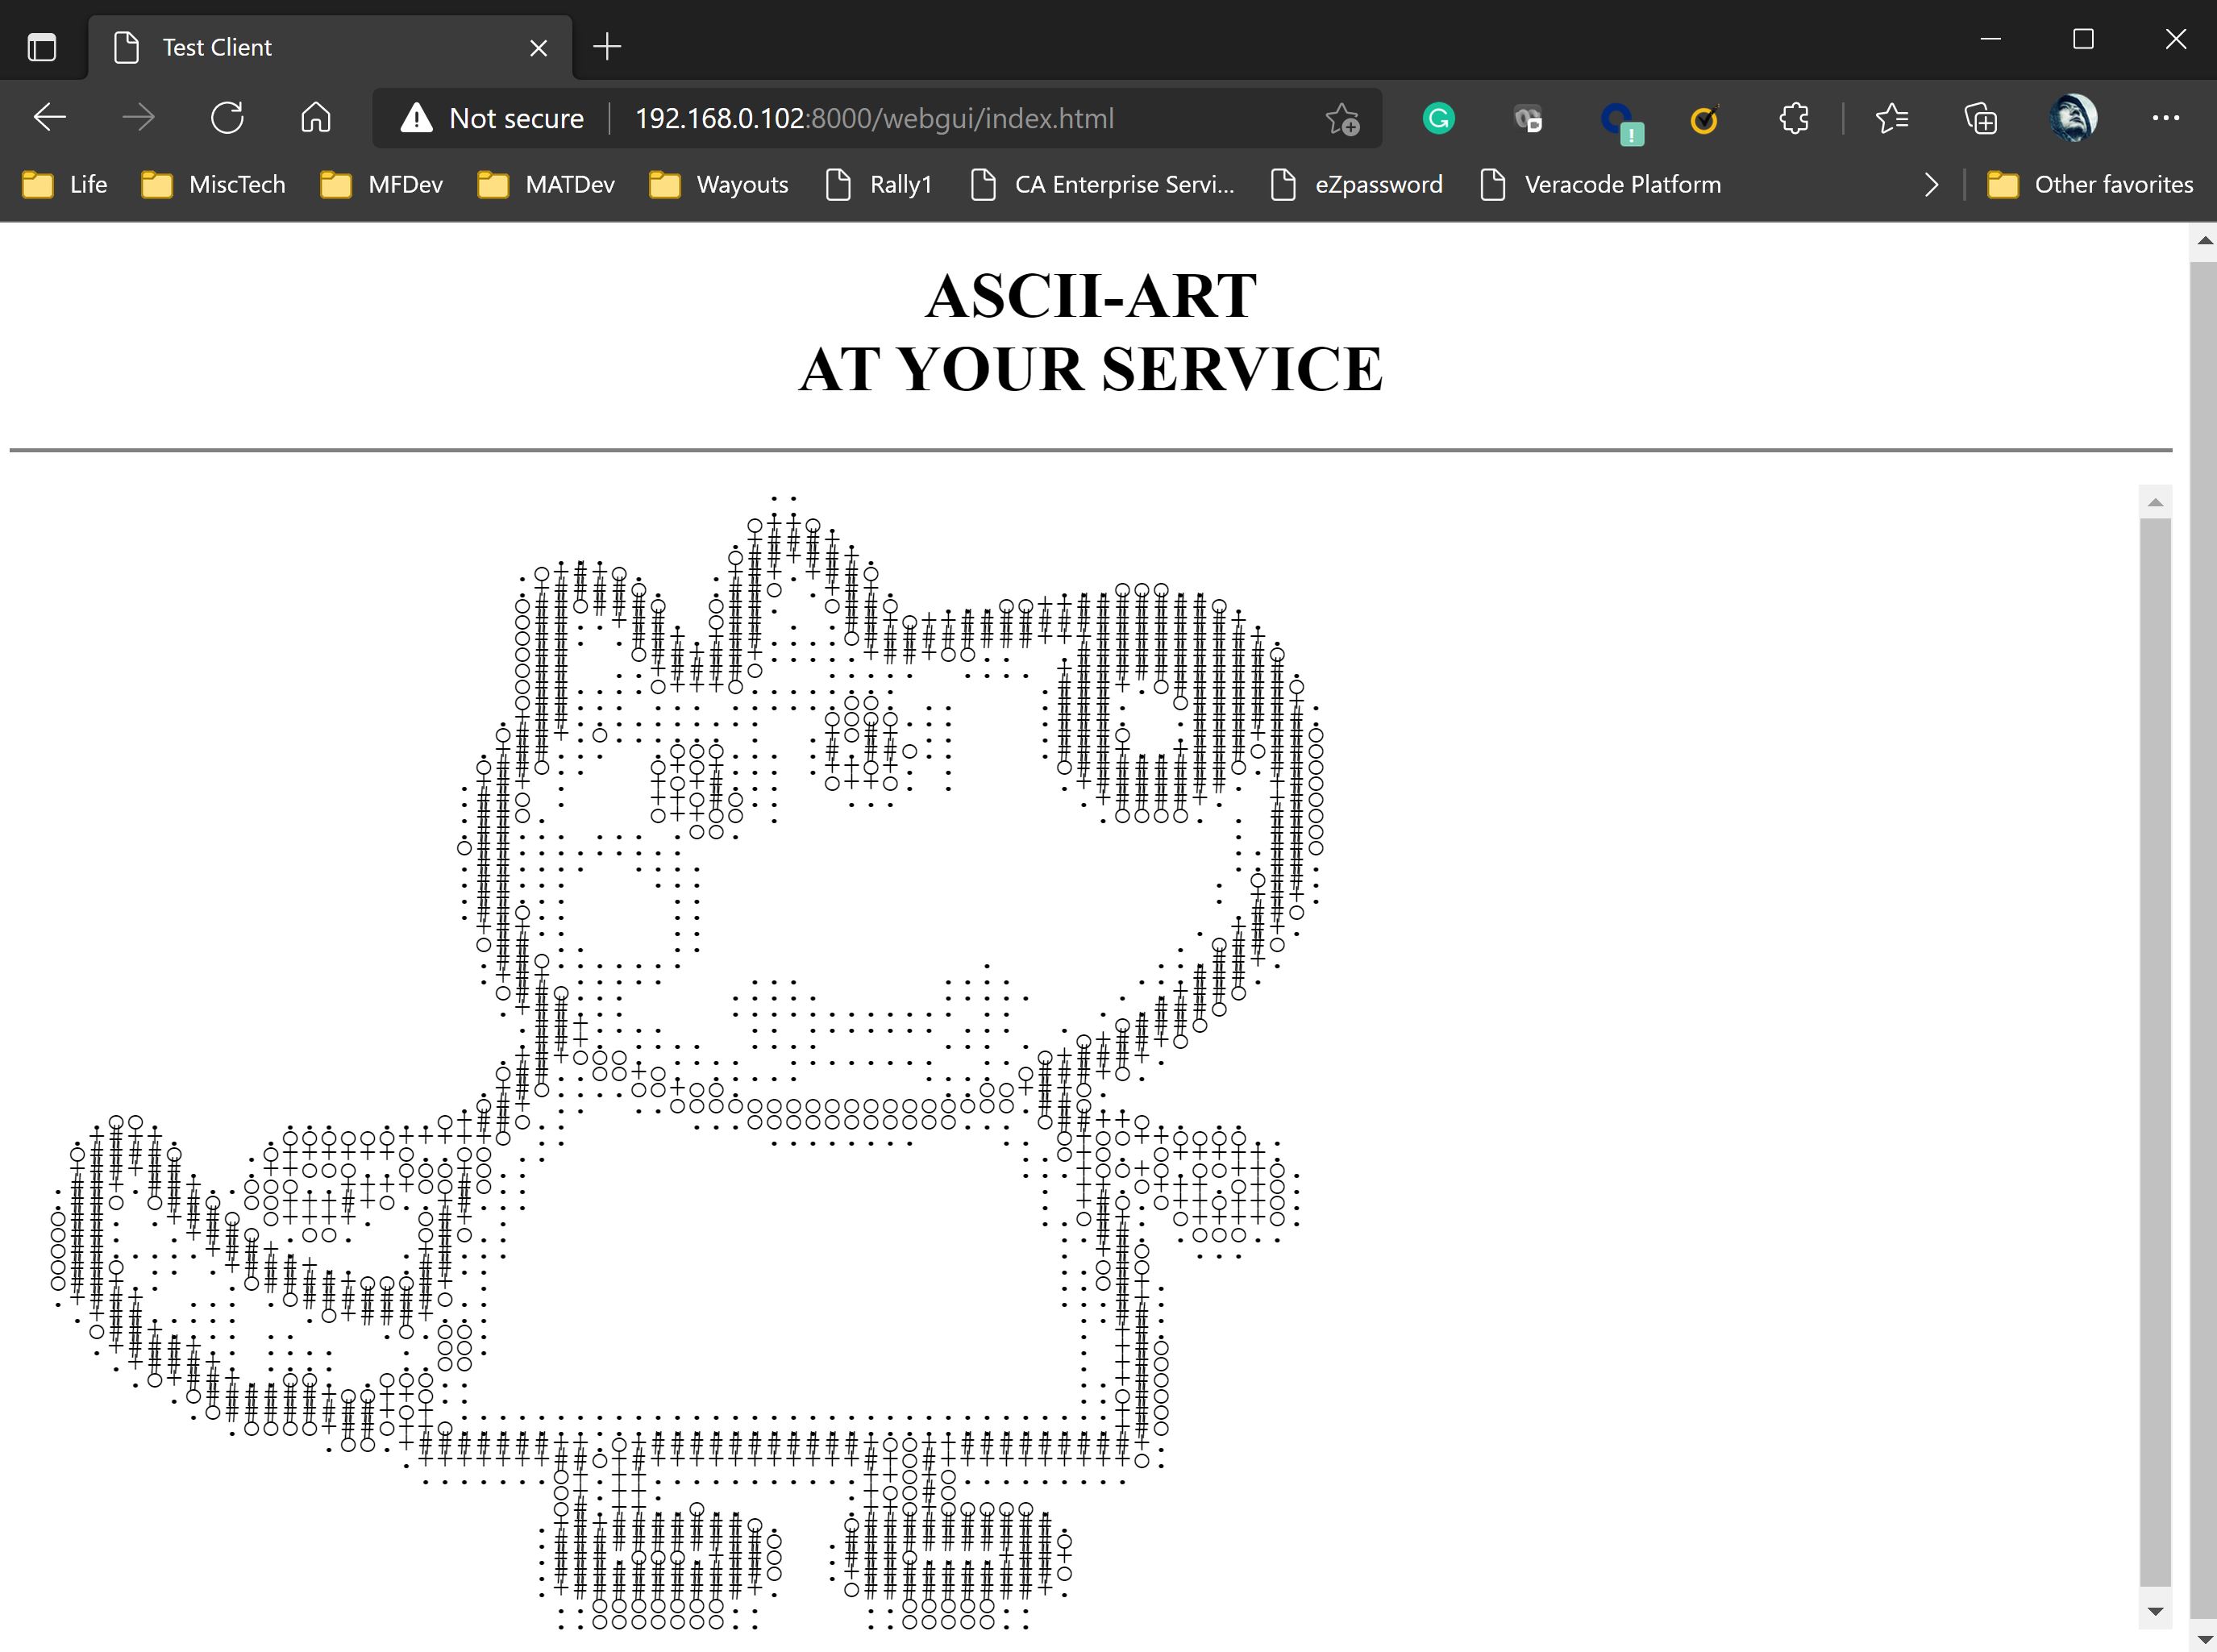 Test Client
Not secure 192.168.0.102:8000/webgui/index.html
Life MiscTech MFDev MATDev Wayouts Rally1 CA Enterprise Servi... eZpassword Veracode Platform Other favorites
ASCII-ART
AT YOUR SERVICE